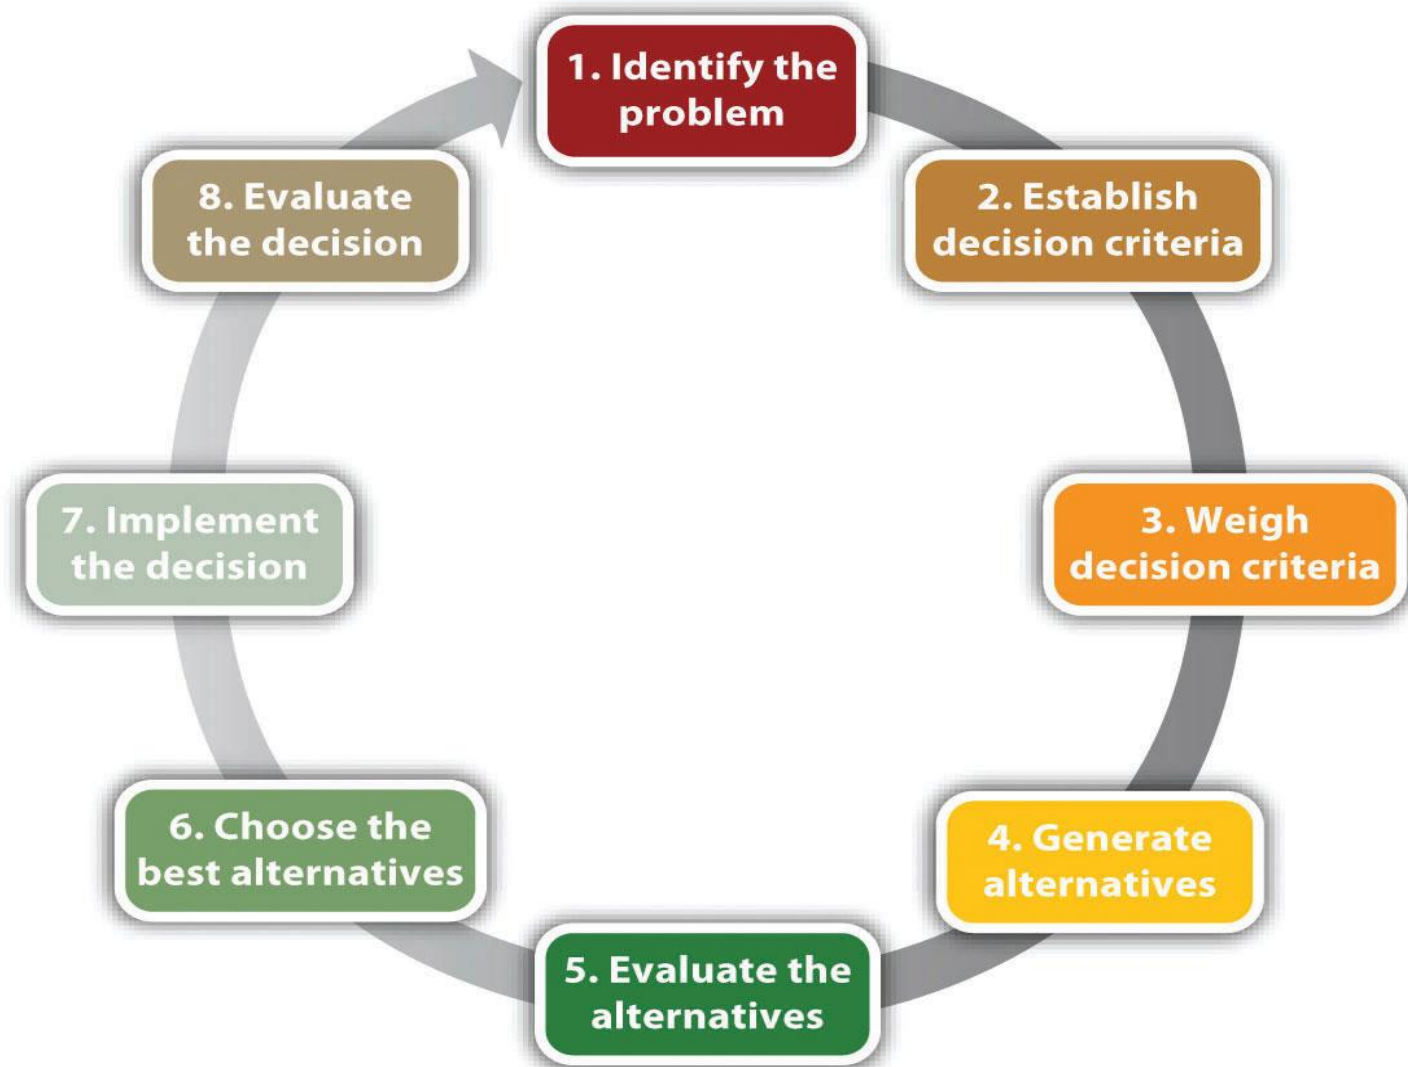 1. Identify the
problem
2. Establish
decision criteria
3. Weigh
decision criteria
4. Generate
alternatives
5. Evaluate the
alternatives
6. Choose the
best alternatives
7. Implement
the decision
8. Evaluate
the decision